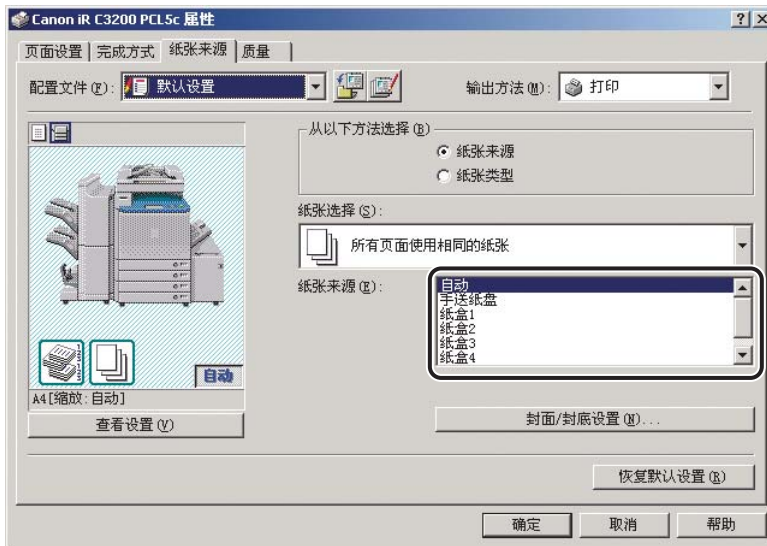 Canon iR C3200 PCL5c 属性
页面设置 完成方式 纸张来源 质量
配置文件(F): 默认设置 输出方法(M): 打印
从以下方法选择(B)
纸张来源
纸张类型
纸张选择(S):
所有页面使用相同的纸张
纸张来源(E):
自动
手送纸盘
纸盒1
纸盒2
纸盒3
纸盒4
自动
A4[缩放:自动]
查看设置(V)
封面/封底设置(N)...
恢复默认设置(R)
确定 取消 帮助